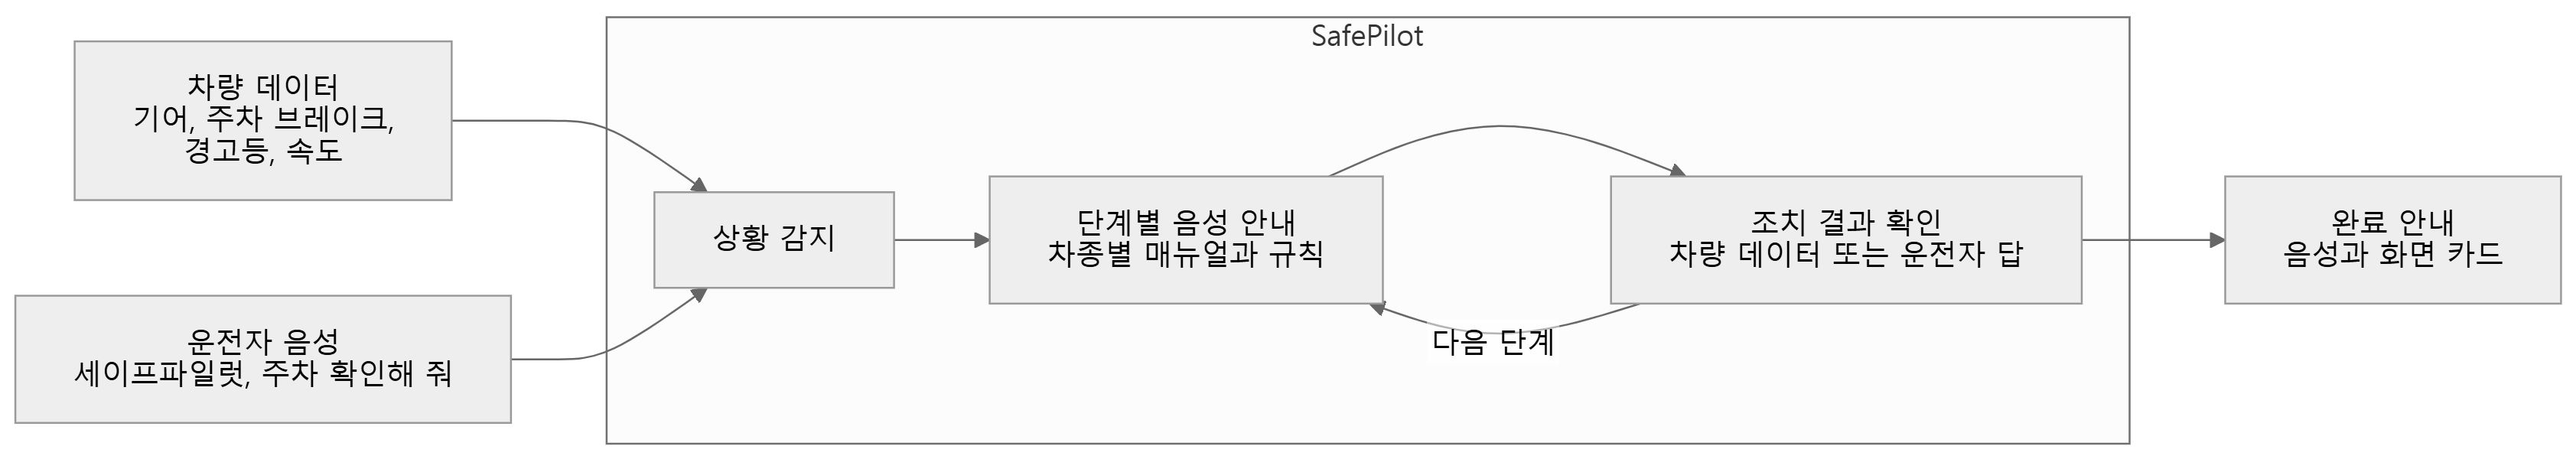 SafePilot
차량 데이터
기어, 주차 브레이크,
경고등, 속도
운전자 음성
세이프파일럿, 주차 확인해 줘
상황 감지
단계별 음성 안내
차종별 매뉴얼과 규칙
다음 단계
조치 결과 확인
차량 데이터 또는 운전자 답
완료 안내
음성과 화면 카드